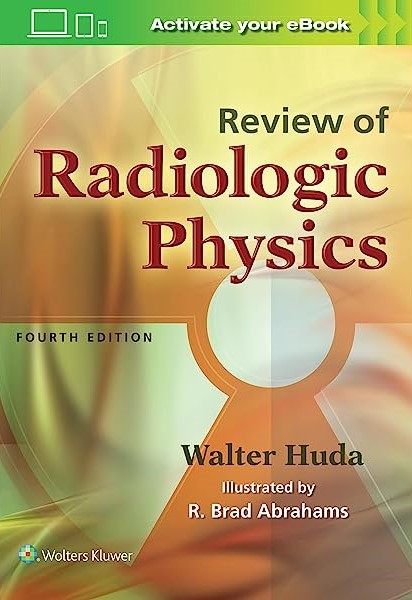 Activate your eBook
Review of
Radiologic
Physics
FOURTH EDITION
Walter Huda
Illustrated by
R. Brad Abrahams
Wolters Kluwer